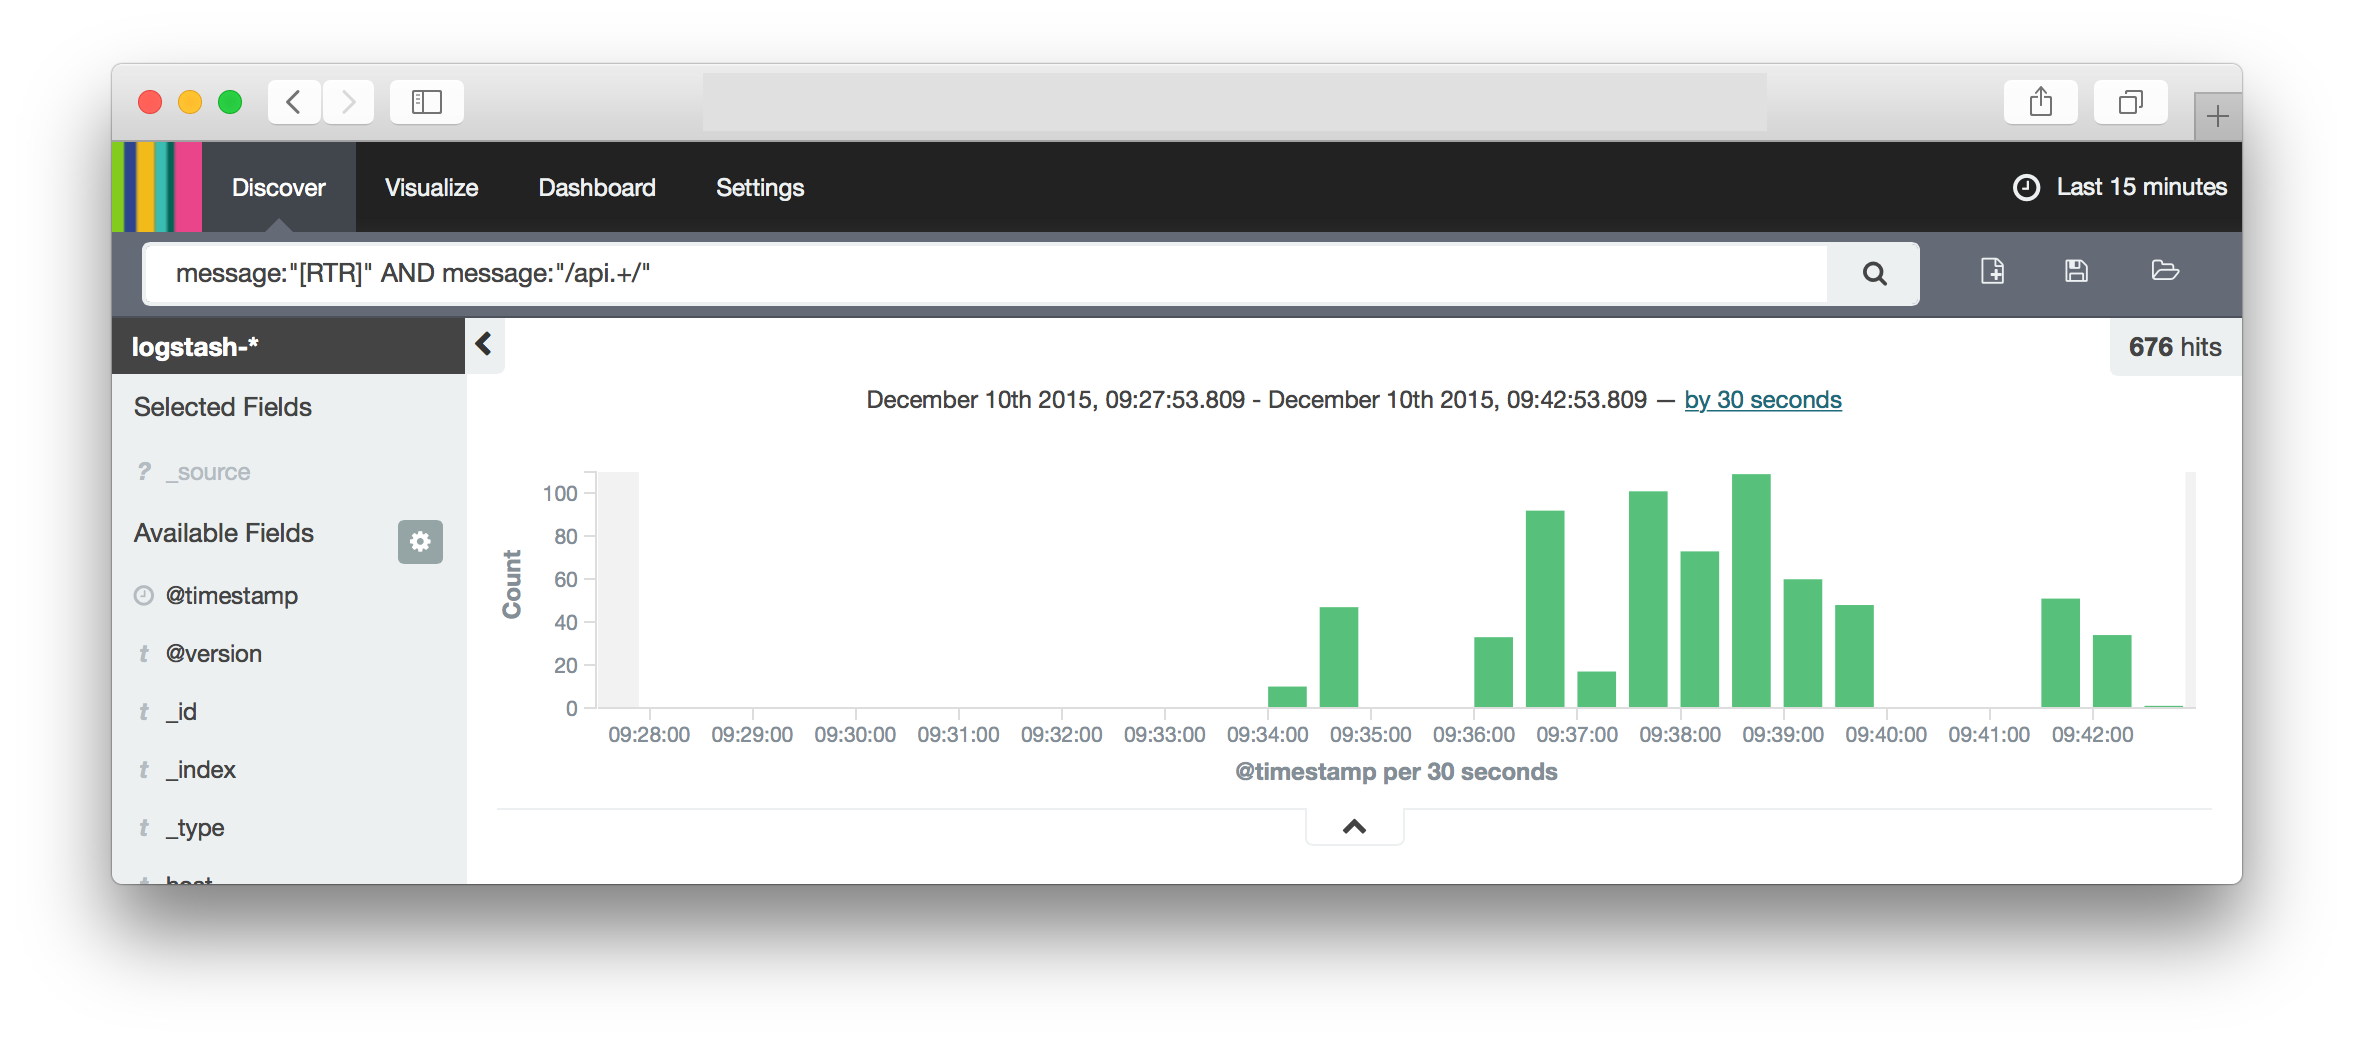 Discover Visualize Dashboard Settings Last 15 minutes
message:"[RTR]" AND message:"/api.+/"
logstash-*
676 hits
Selected Fields
December 10th 2015, 09:27:53.809 - December 10th 2015, 09:42:53.809 — by 30 seconds
? _source
Available Fields
@timestamp
t @version
t _id
t _index
t _type
t host
Count
100
80
60
40
20
0
09:28:00 09:29:00 09:30:00 09:31:00 09:32:00 09:33:00 09:34:00 09:35:00 09:36:00 09:37:00 09:38:00 09:39:00 09:40:00 09:41:00 09:42:00
@timestamp per 30 seconds